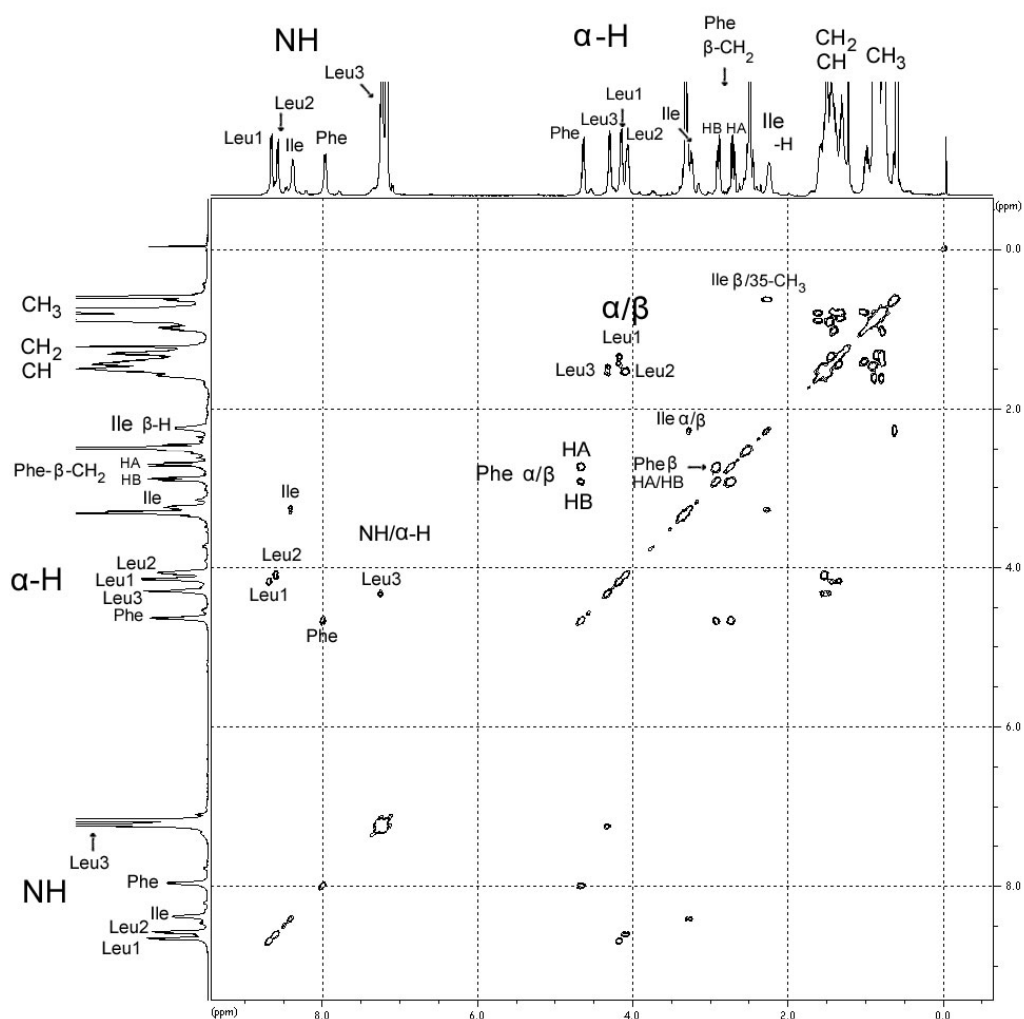 NH
α-H
Phe
β-CH2
CH2
CH
CH3
Leu3
Leu2
Leu1
Ile
Phe
Phe
Leu3
Leu1
Leu2
Ile
HB
HA
Ile
-H
(ppm)
0.0
2.0
4.0
6.0
8.0
CH3
CH2
CH
Ile β-H
Phe-β-CH2
HA
HB
Ile
α-H
Leu2
Leu1
Leu3
Phe
Leu3
NH
Phe
Ile
Leu2
Leu1
Ile β/35-CH3
α/β
Leu1
Leu3
Leu2
Ile α/β
HA
Phe α/β
HB
Phe β
HA/HB
Ile
NH/α-H
Leu2
Leu1
Leu3
Phe
(ppm)
8.0
6.0
4.0
2.0
0.0